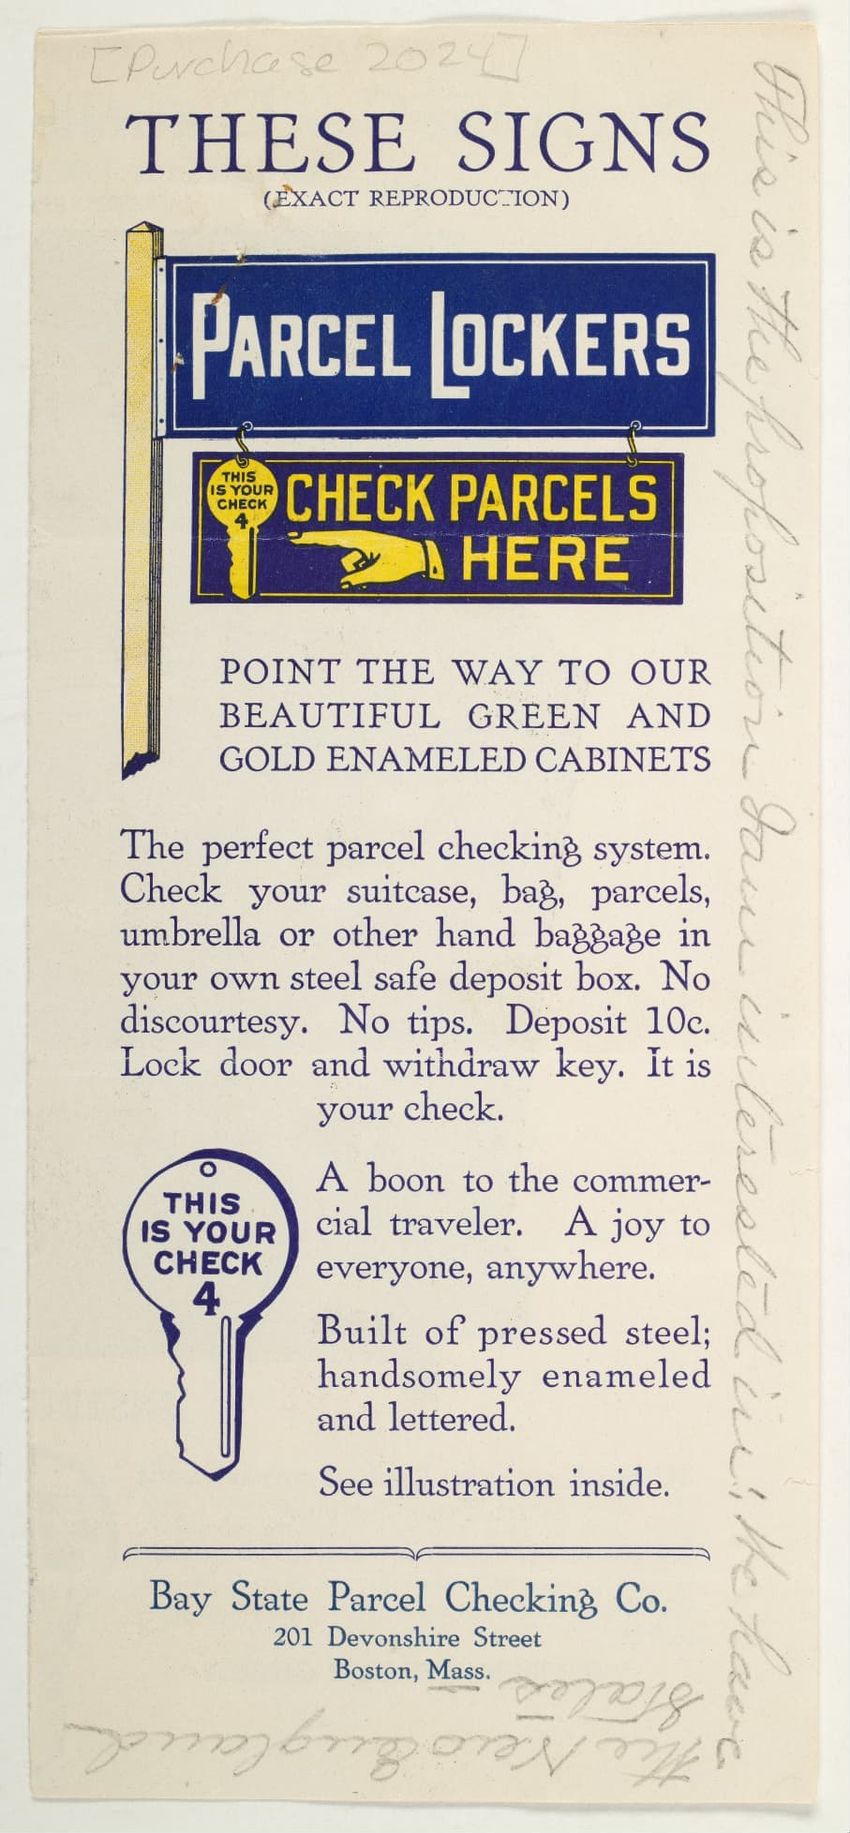 [Purchase 2024]
THESE SIGNS
(EXACT REPRODUCTION)
PARCEL LOCKERS
THIS
IS YOUR
CHECK
4
CHECK PARCELS
HERE
POINT THE WAY TO OUR
BEAUTIFUL GREEN AND
GOLD ENAMELED CABINETS
The perfect parcel checking system.
Check your suitcase, bag, parcels,
umbrella or other hand baggage in
your own steel safe deposit box. No
discourtesy. No tips. Deposit 10c.
Lock door and withdraw key. It is
your check.
THIS
IS YOUR
CHECK
4
A boon to the commer-
cial traveler. A joy to
everyone, anywhere.
Built of pressed steel;
handsomely enameled
and lettered.
See illustration inside.
Bay State Parcel Checking Co.
201 Devonshire Street
Boston, Mass.
This is the proposition I am interested in; We have
the New England
States